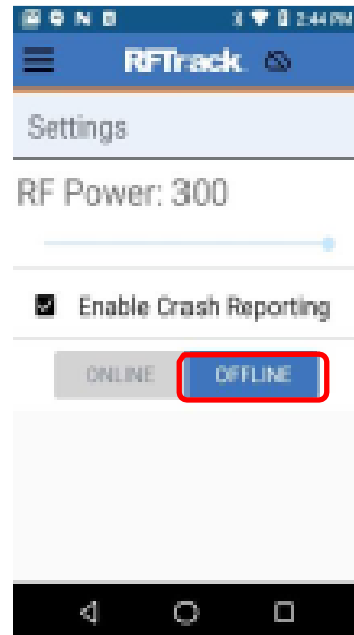 2:44 PM
RFTrack
Settings
RF Power: 300
Enable Crash Reporting
ONLINE OFFLINE